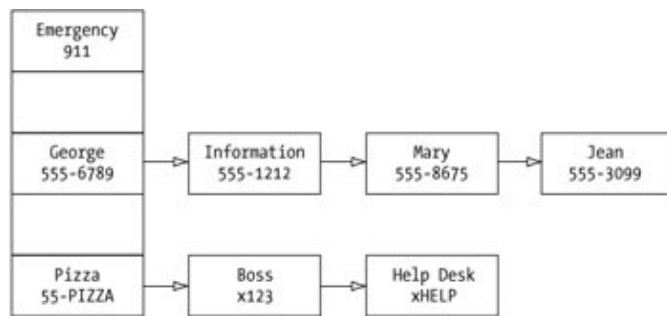 Emergency
911
George
555-6789
Information
555-1212
Mary
555-8675
Jean
555-3099
Pizza
55-PIZZA
Boss
x123
Help Desk
xHELP